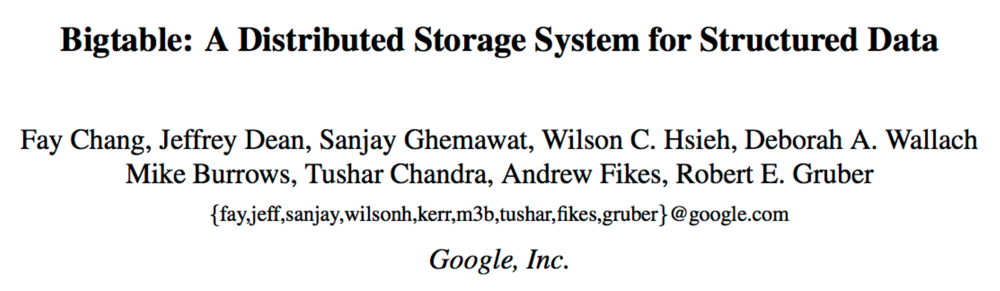 Bigtable: A Distributed Storage System for Structured Data
Fay Chang, Jeffrey Dean, Sanjay Ghemawat, Wilson C. Hsieh, Deborah A. Wallach
Mike Burrows, Tushar Chandra, Andrew Fikes, Robert E. Gruber
{fay,jeff,sanjay,wilsonh,kerr,m3b,tushar,fikes,gruber}@google.com
Google, Inc.